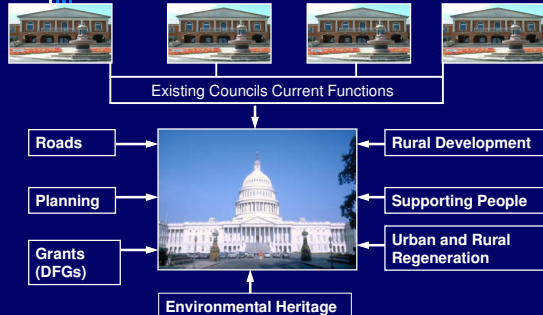 Existing Councils Current Functions
Roads
Rural Development
Planning
Supporting People
Grants
(DFGs)
Urban and Rural
Regeneration
Environmental Heritage